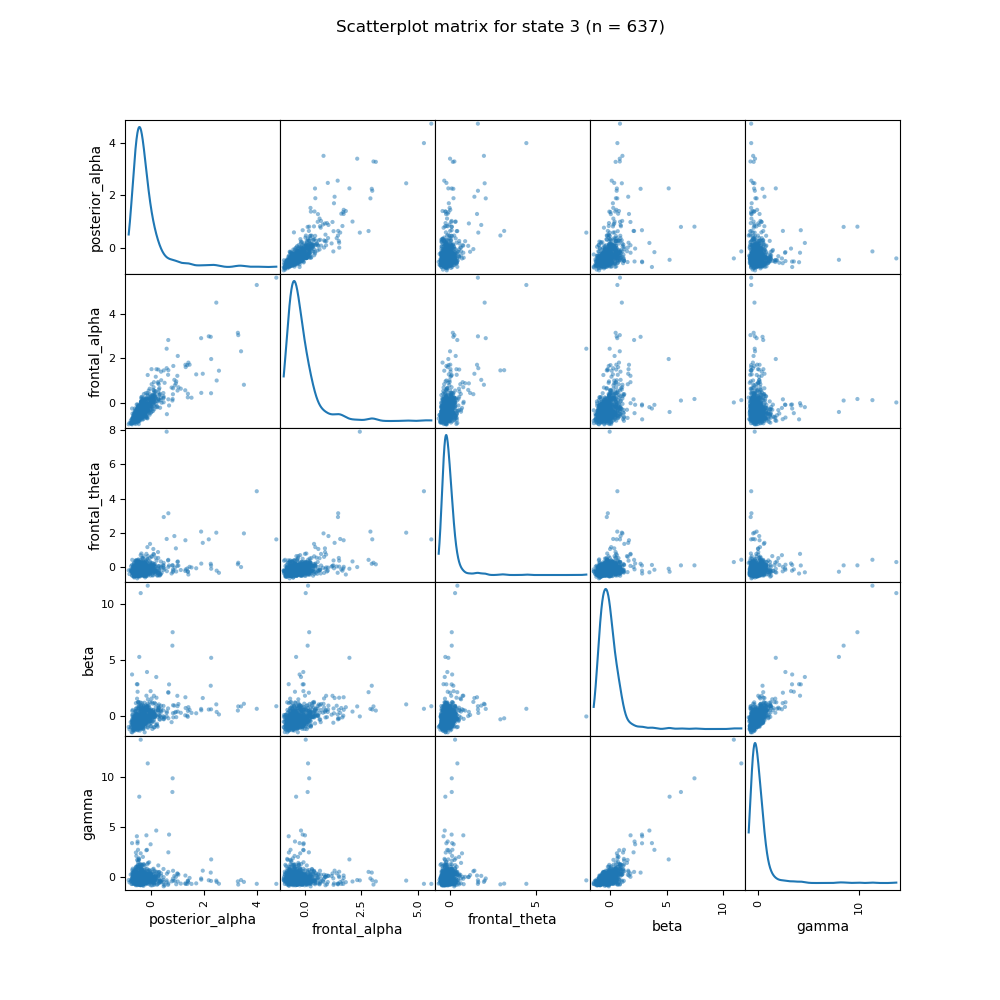 Scatterplot matrix for state 3 (n = 637)
posterior_alpha
4
2
0
frontal_alpha
4
2
0
frontal_theta
8
6
4
2
0
beta
10
5
0
gamma
10
5
0
0 2 4
posterior_alpha
0.0 2.5 5.0
frontal_alpha
0 5
frontal_theta
0 5 10
beta
0 10
gamma